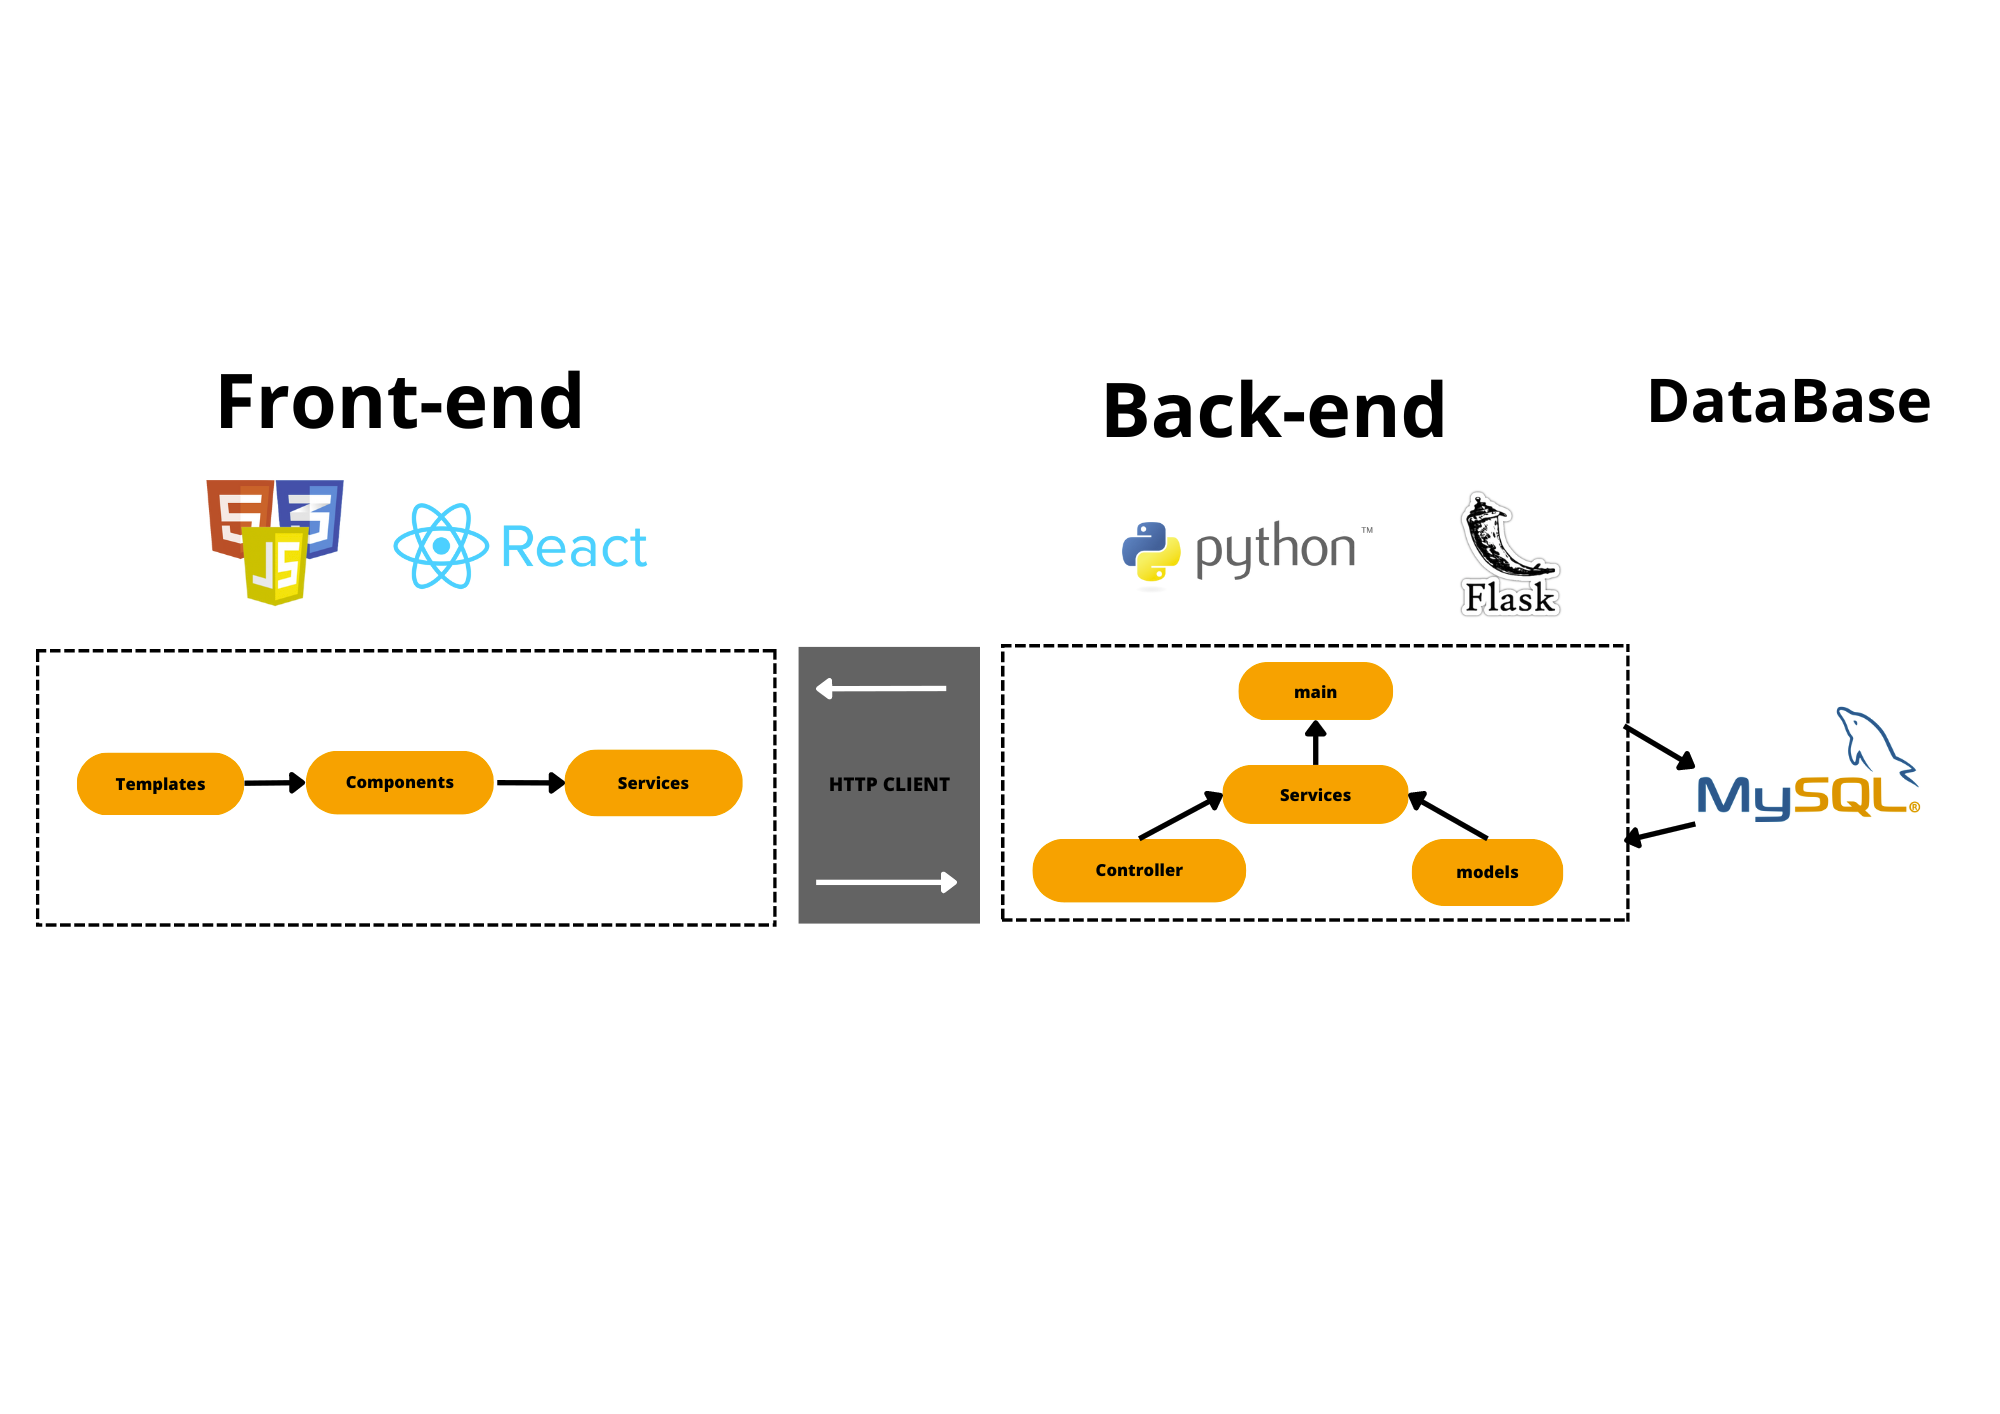 Front-end
Back-end
DataBase
5
3
JS
React
python™
Flask
main
HTTP CLIENT
Templates
Components
Services
Services
Controller
models
MySQL®